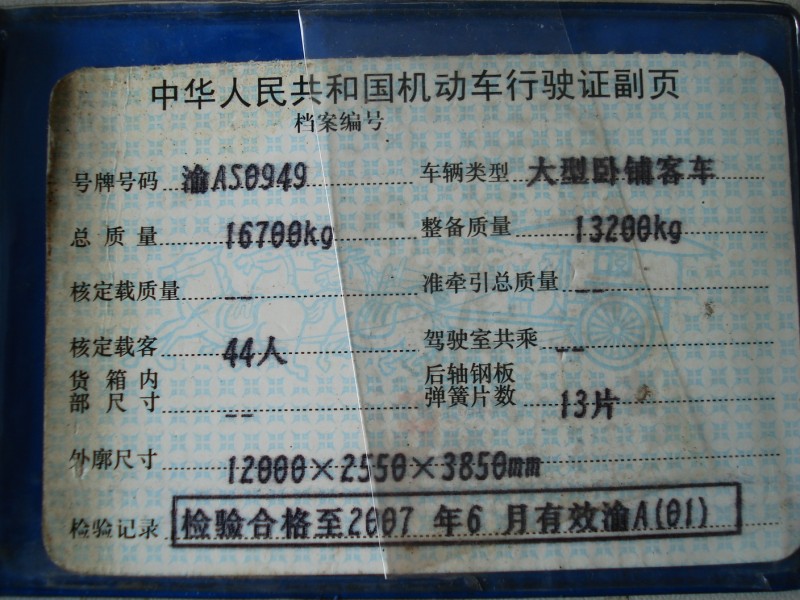 中华人民共和国机动车行驶证副页
档案编号
号牌号码 渝AS0949 车辆类型 大型卧铺客车
总质量 16700kg 整备质量 13200kg
核定载质量 -- 准牵引总质量 --
核定载客 44人 驾驶室共乘 --
货箱内部尺寸 -- 后轴钢板弹簧片数 13片
外廓尺寸 12000×2550×3850mm
检验记录 检验合格至2007 年6 月有效渝A(01)